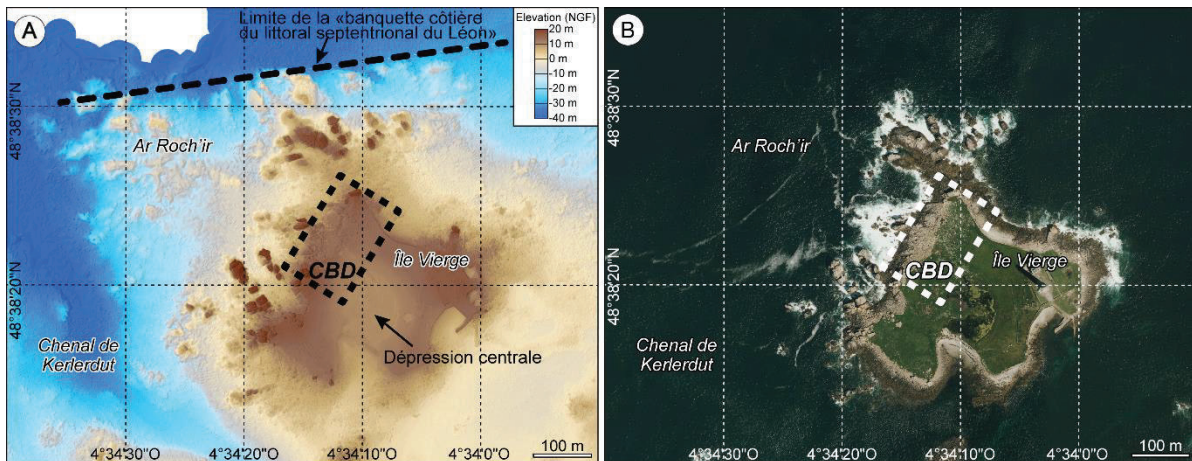 A
Limite de la «banquette côtière
du littoral septentrional du Léon»
Elevation (NGF)
20 m
10 m
0 m
-10 m
-20 m
-30 m
-40 m
48°38'30"N
Ar Roch'ir
CBD
Île Vierge
48°38'20"N
Chenal de
Kerlerdut
Dépression centrale
4°34'30"O
4°34'20"O
4°34'10"O
4°34'0"O
100 m
B
48°38'30"N
Ar Roch'ir
CBD
Île Vierge
48°38'20"N
Chenal de
Kerlerdut
4°34'30"O
4°34'20"O
4°34'10"O
4°34'0"O
100 m